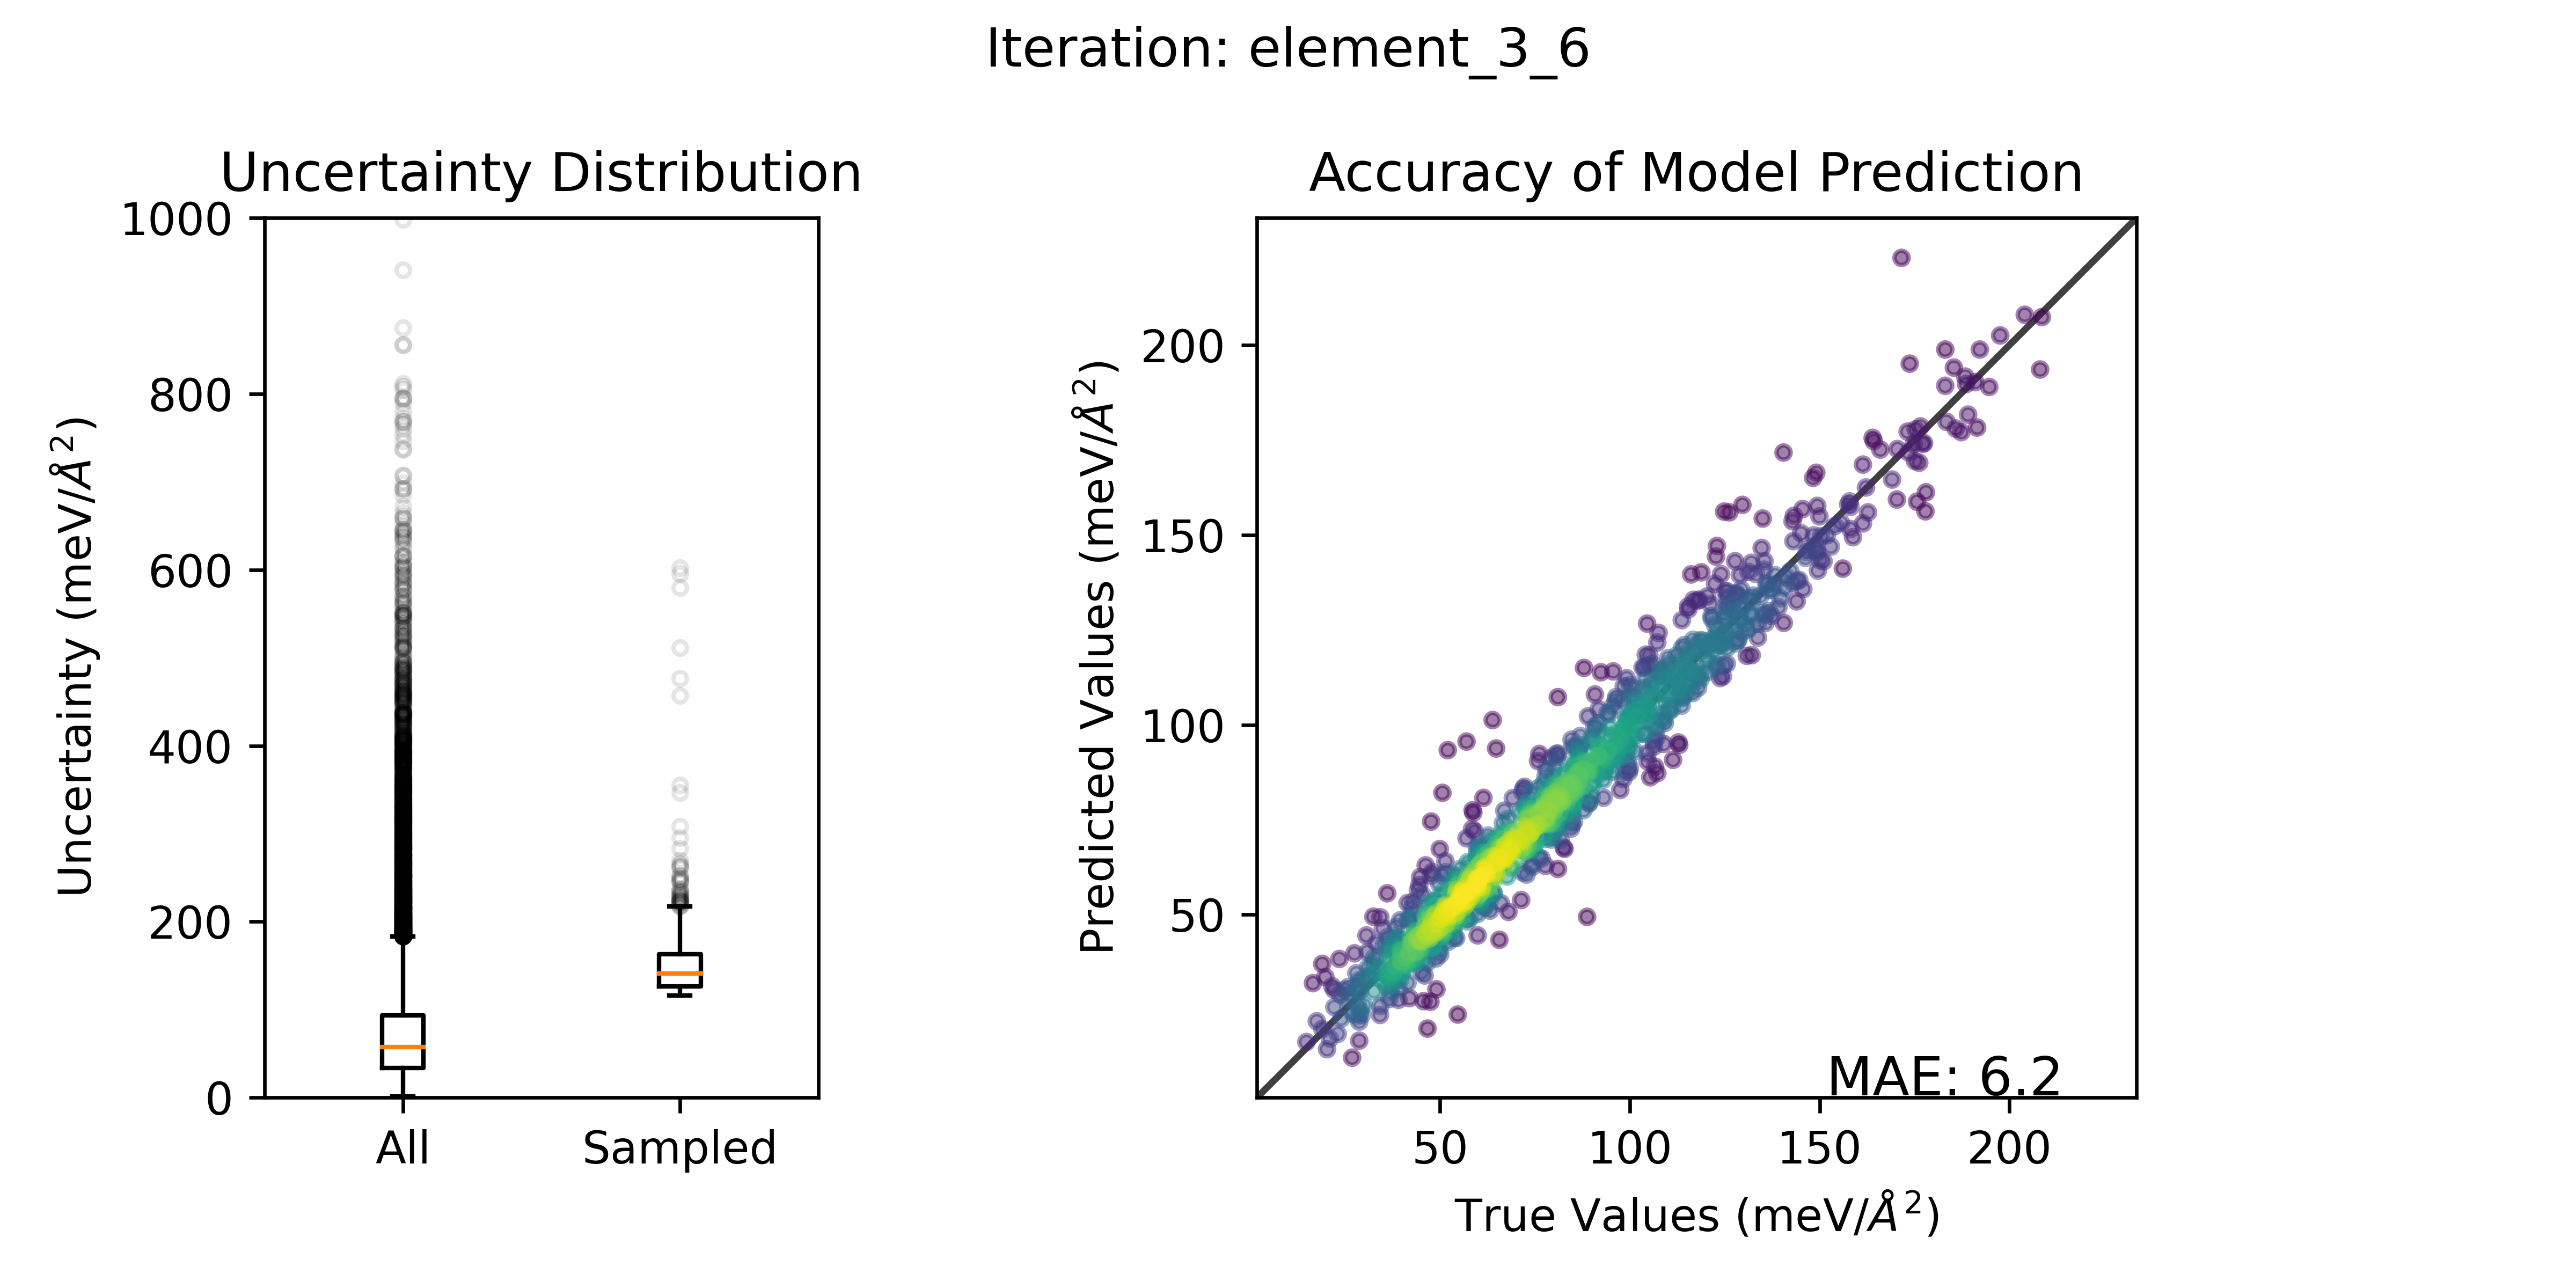 Iteration: element_3_6
Uncertainty Distribution
Uncertainty (meV/Å²)
1000
800
600
400
200
0
All
Sampled
Accuracy of Model Prediction
Predicted Values (meV/Å²)
200
150
100
50
MAE: 6.2
50
100
150
200
True Values (meV/Å²)